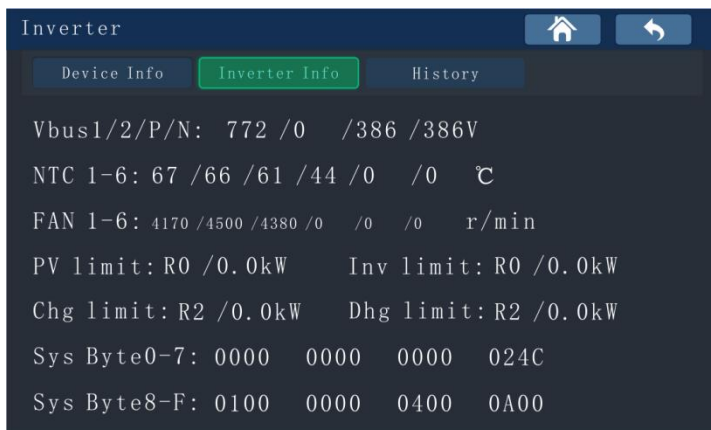 Inverter
Device Info Inverter Info History
Vbus1/2/P/N: 772 /0 /386 /386V
NTC 1-6: 67 /66 /61 /44 /0 /0 ℃
FAN 1-6: 4170 /4500 /4380 /0 /0 /0 r/min
PV limit: R0 /0.0kW Inv limit: R0 /0.0kW
Chg limit: R2 /0.0kW Dhg limit: R2 /0.0kW
Sys Byte0-7: 0000 0000 0000 024C
Sys Byte8-F: 0100 0000 0400 0A00